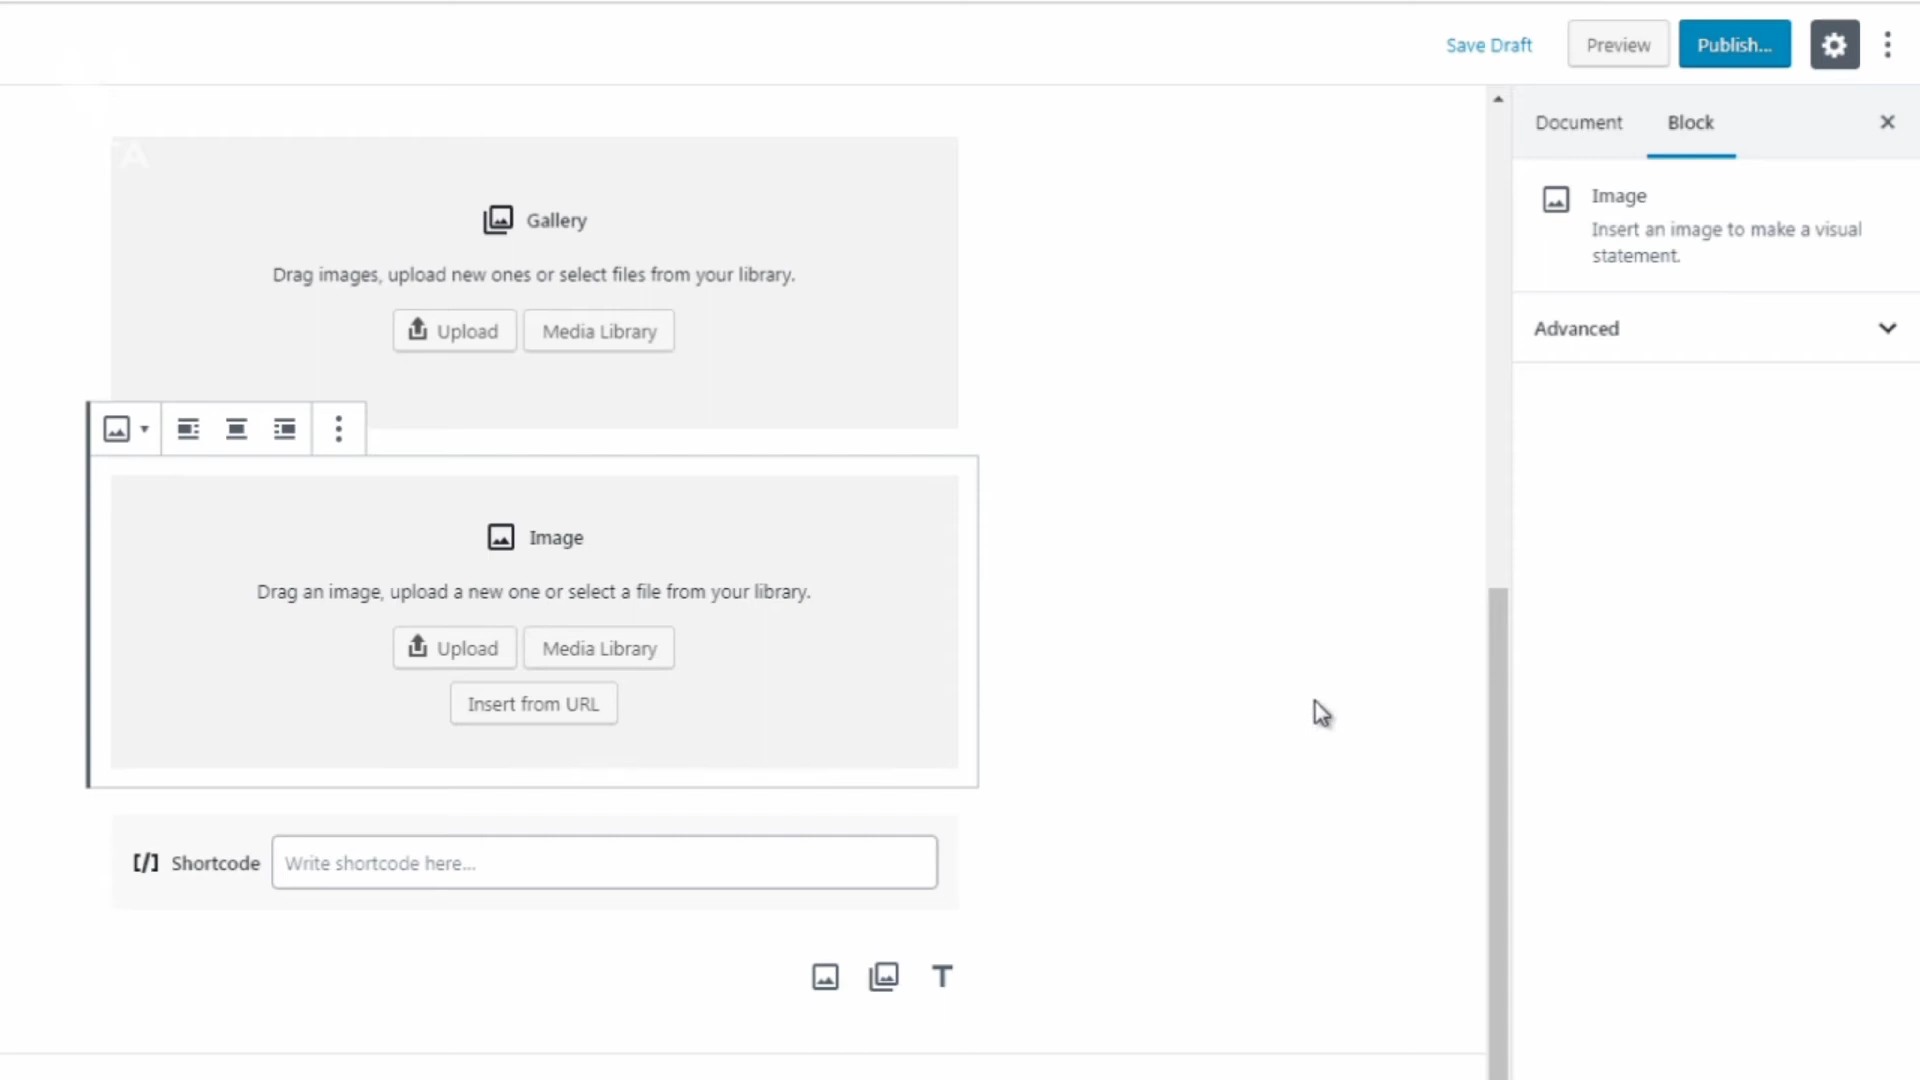 Save Draft
Preview
Publish...
Document
Block
Image
Insert an image to make a visual
statement.
Advanced
Gallery
Drag images, upload new ones or select files from your library.
Upload
Media Library
Image
Drag an image, upload a new one or select a file from your library.
Upload
Media Library
Insert from URL
[/] Shortcode
Write shortcode here...